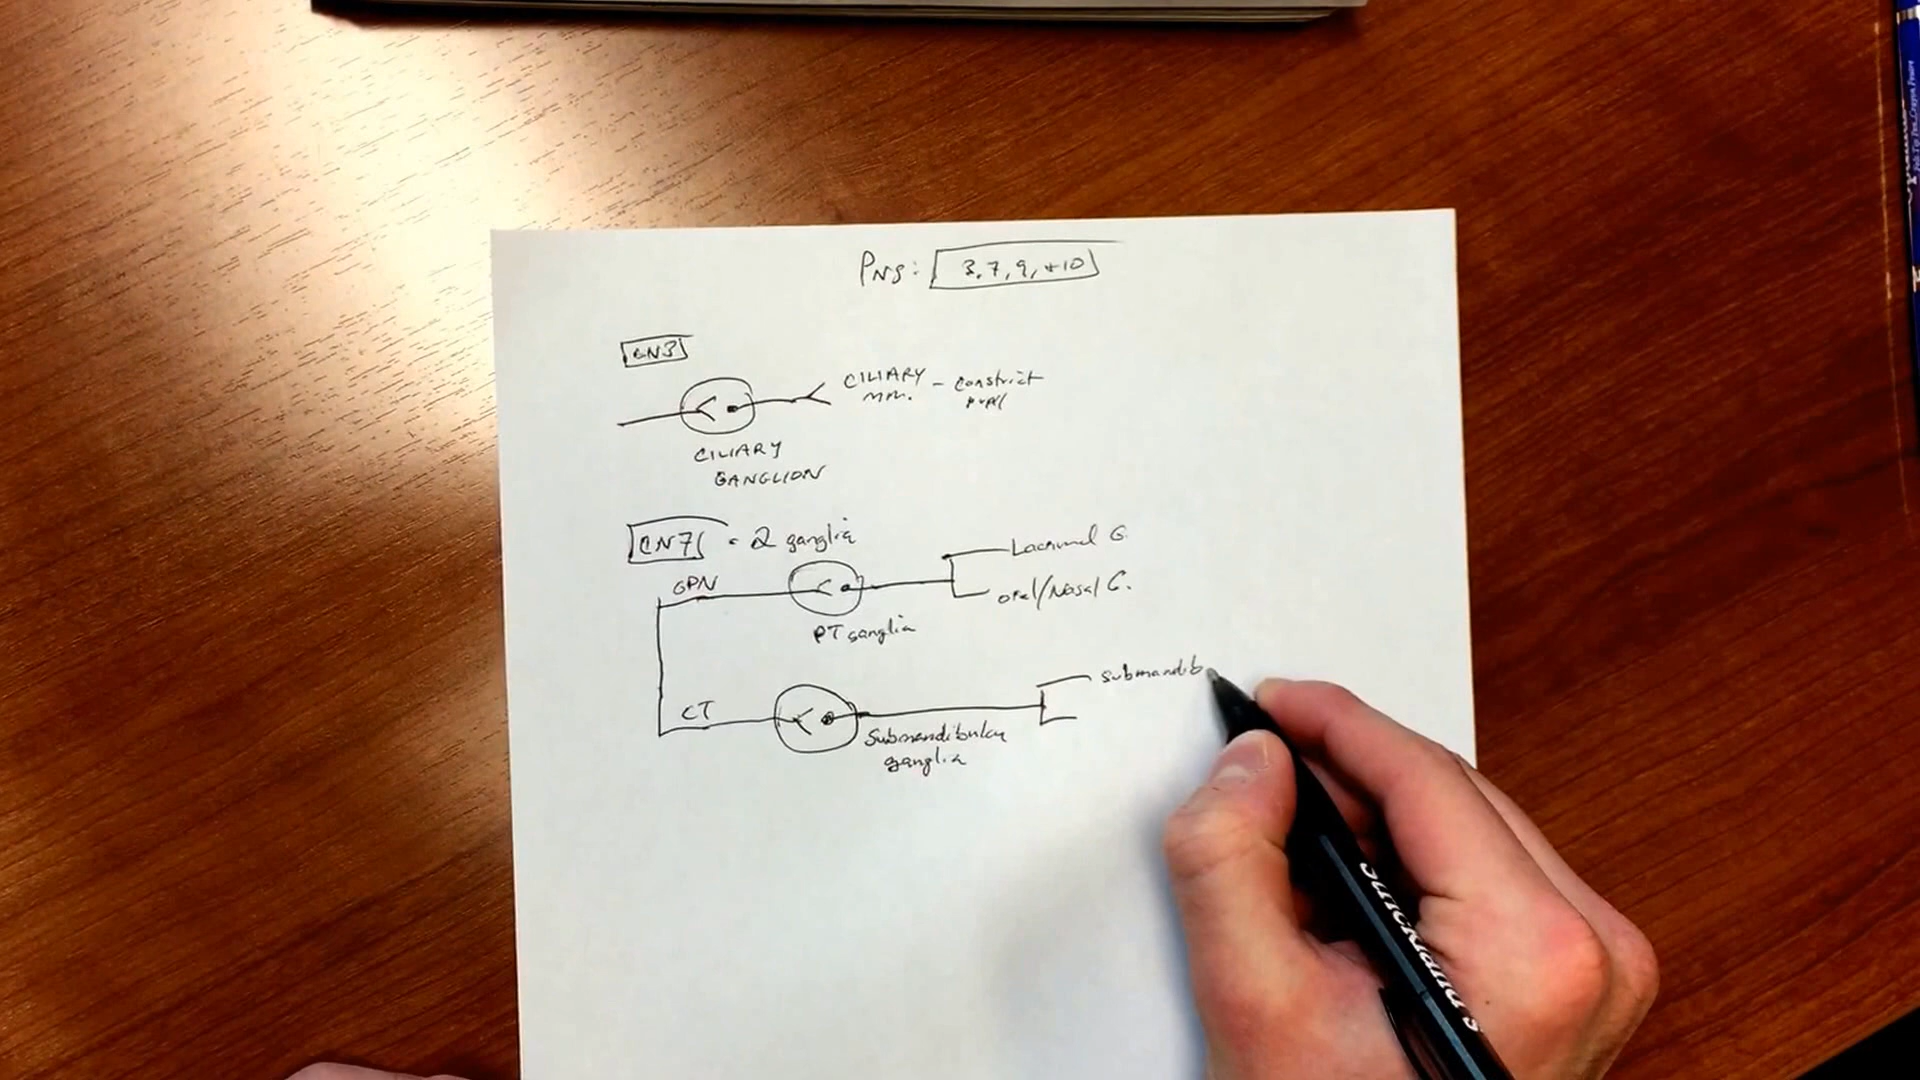 PNS: 3, 7, 9, +10
CN3
CILIARY - constrict
mm. pupil
CILIARY
GANGLION
CN7 · 2 ganglia
GPN
Lacrimal G.
oral/Nasal G.
PT ganglia
CT
submandib
Submandibular
ganglia
Strickland's